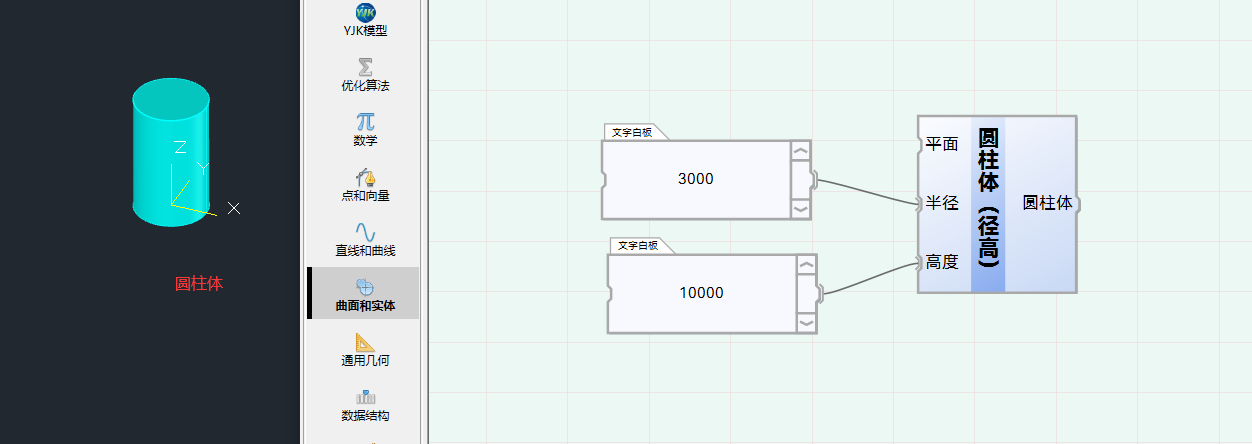 Z
Y
X
圆柱体
YJK
YJK模型
Σ
优化算法
π
数学
点和向量
直线和曲线
曲面和实体
通用几何
数据结构
文字白板
3000
文字白板
10000
平面
半径
高度
圆柱体（径高）
圆柱体